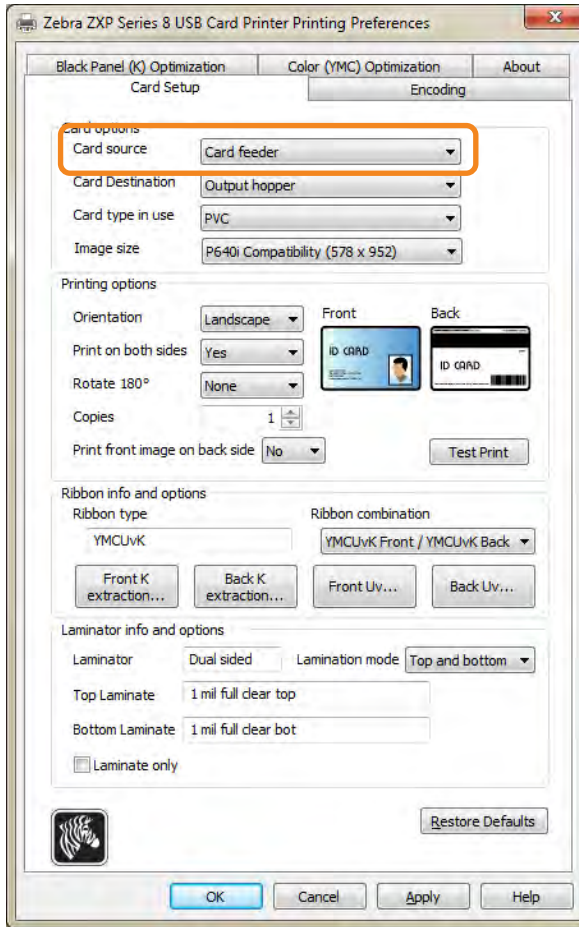 Zebra ZXP Series 8 USB Card Printer Printing Preferences
Black Panel (K) Optimization Color (YMC) Optimization About
Card Setup Encoding
Card options
Card source Card feeder
Card Destination Output hopper
Card type in use PVC
Image size P640i Compatibility (578 x 952)
Printing options
Orientation Landscape Front Back
Print on both sides Yes
ID CARD ID CARD
Rotate 180° None
Copies 1
Print front image on back side No Test Print
Ribbon info and options
Ribbon type Ribbon combination
YMCUvK YMCUvK Front / YMCUvK Back
Front K extraction... Back K extraction... Front Uv... Back Uv...
Laminator info and options
Laminator Dual sided Lamination mode Top and bottom
Top Laminate 1 mil full clear top
Bottom Laminate 1 mil full clear bot
Laminate only
Restore Defaults
OK Cancel Apply Help